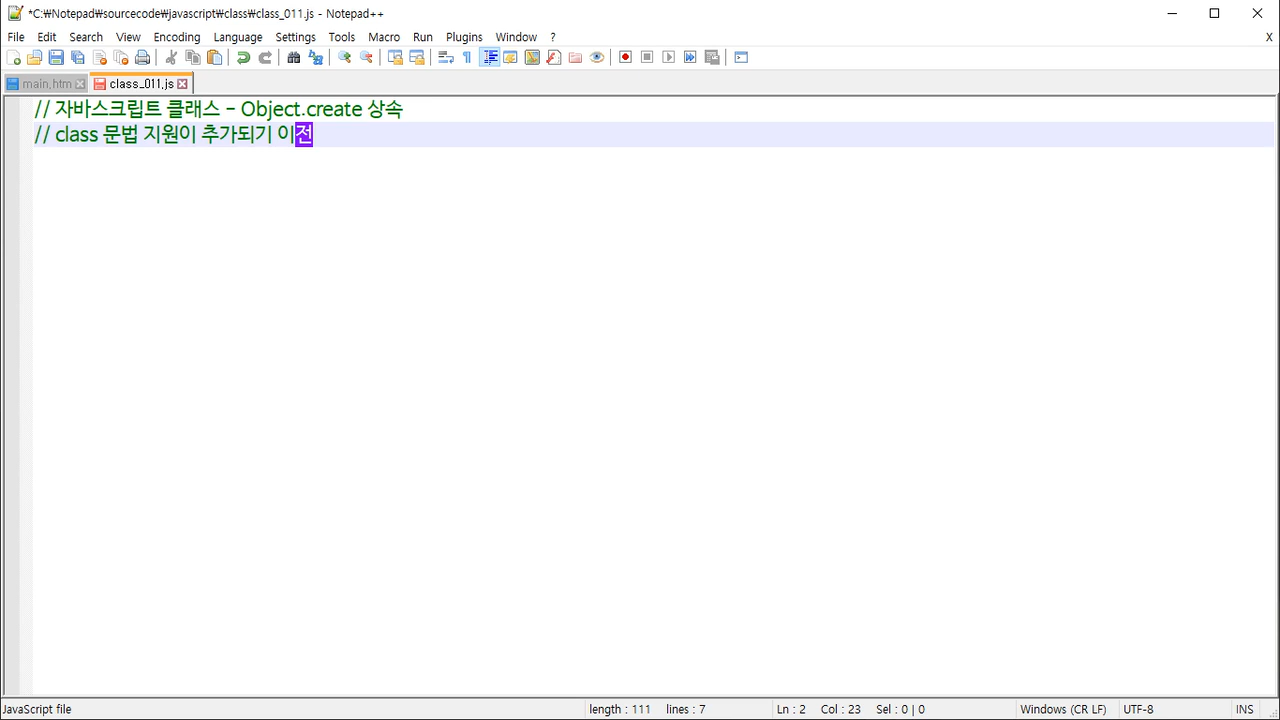 *C:₩Notepad₩sourcecode₩javascript₩class₩class_011.js - Notepad++
File Edit Search View Encoding Language Settings Tools Macro Run Plugins Window ? X
main,htm class_011.js
// 자바스크립트 클래스 - Object.create 상속
// class 문법 지원이 추가되기 이전
JavaScript file length : 111 lines : 7 Ln : 2 Col : 23 Sel : 0 | 0 Windows (CR LF) UTF-8 INS